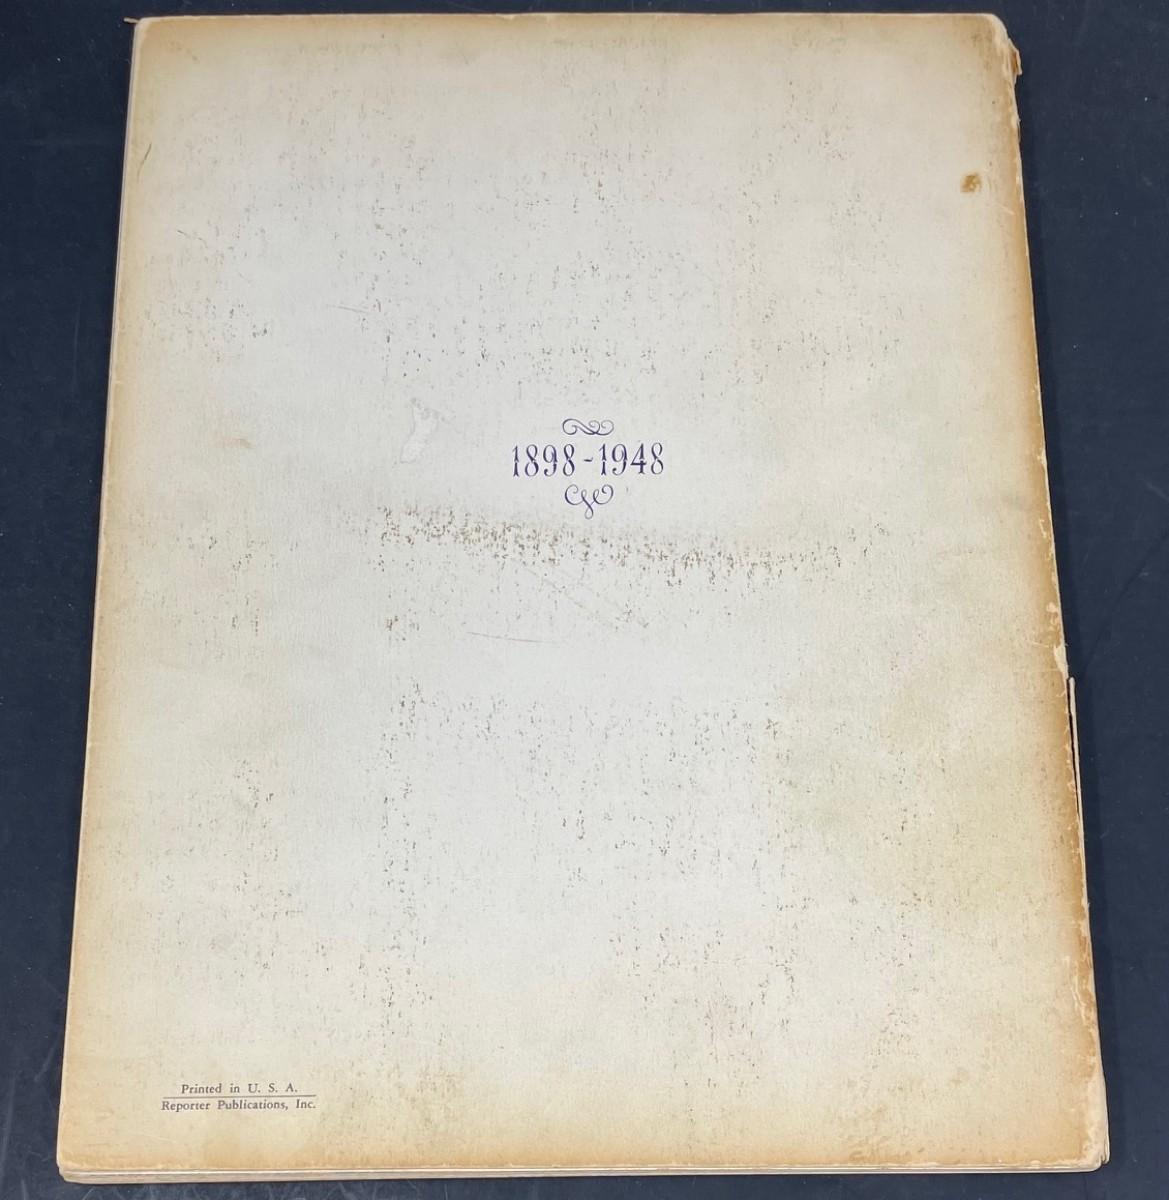 1898-1948
Printed in U. S. A.
Reporter Publications, Inc.